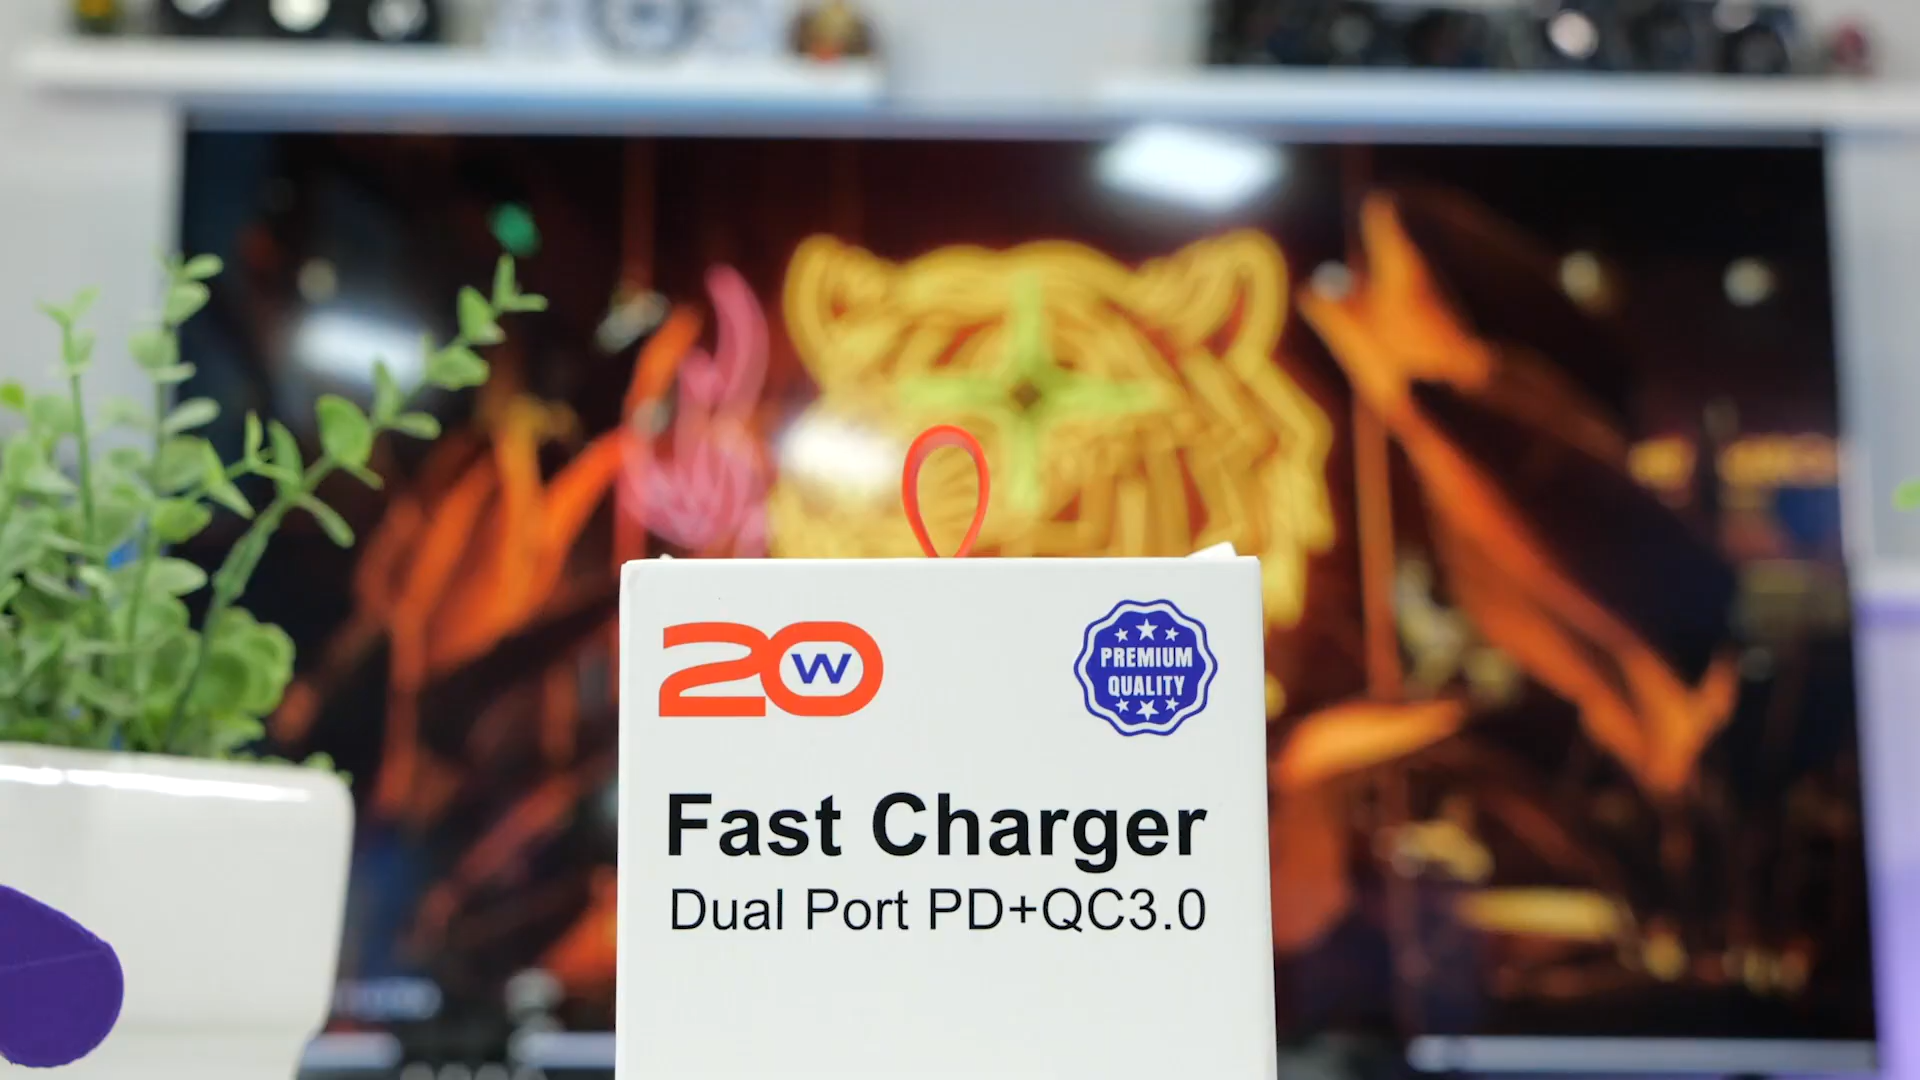 20W
PREMIUM
QUALITY
Fast Charger
Dual Port PD+QC3.0